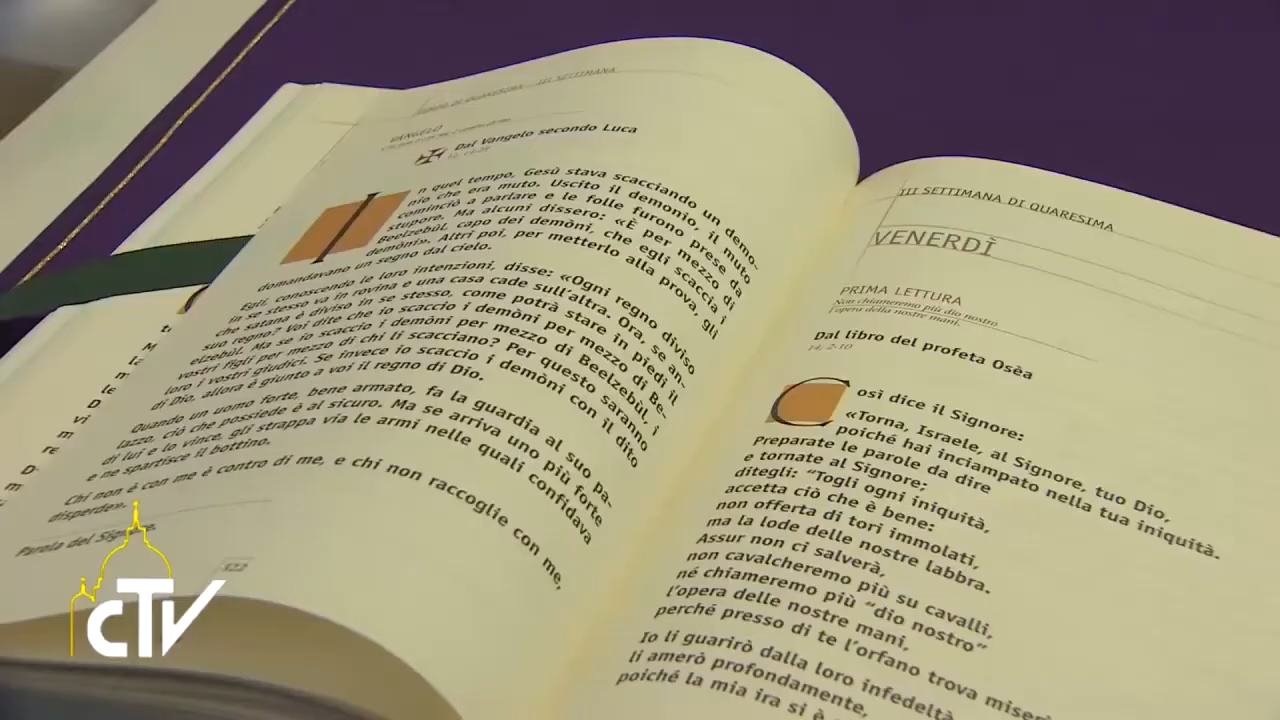 TEMPO DI QUARESIMA - III SETTIMANA
VANGELO
Dal Vangelo secondo Luca
11, 14-23
In quel tempo, Gesù stava scacciando un demo-
nio che era muto. Uscito il demonio, il muto
cominciò a parlare e le folle furono prese da
stupore. Ma alcuni dissero: «È per mezzo di
Beelzebùl, capo dei demòni, che egli scaccia i
demòni». Altri poi, per metterlo alla prova, gli
domandavano un segno dal cielo.
Egli, conoscendo le loro intenzioni, disse: «Ogni regno diviso
in se stesso va in rovina e una casa cade sull'altra. Ora, se an-
che satana è diviso in se stesso, come potrà stare in piedi il
suo regno? Voi dite che io scaccio i demòni per mezzo di Be-
elzebùl. Ma se io scaccio i demòni per mezzo di Beelzebùl, i
vostri figli per mezzo di chi li scacciano? Per questo saranno
loro i vostri giudici. Se invece io scaccio i demòni con il dito
di Dio, allora è giunto a voi il regno di Dio.
Quando un uomo forte, bene armato, fa la guardia al suo pa-
lazzo, ciò che possiede è al sicuro. Ma se arriva uno più forte
di lui e lo vince, gli strappa via le armi nelle quali confidava
e ne spartisce il bottino.
Chi non è con me è contro di me, e chi non raccoglie con me,
disperde».
Parola del Signore.
322
III SETTIMANA DI QUARESIMA
VENERDÌ
PRIMA LETTURA
Non chiameremo più dio nostro
l'opera delle nostre mani.
Dal libro del profeta Osèa
14, 2-10
Così dice il Signore:
«Torna, Israele, al Signore, tuo Dio,
poiché hai inciampato nella tua iniquità.
Preparate le parole da dire
e tornate al Signore;
ditegli: "Togli ogni iniquità,
accetta ciò che è bene:
non offerta di tori immolati,
ma la lode delle nostre labbra.
Assur non ci salverà,
non cavalcheremo più su cavalli,
né chiameremo più "dio nostro"
l'opera delle nostre mani,
perché presso di te l'orfano trova miser
Io li guarirò dalla loro infedeltà
li amerò profondamente,
poiché la mia ira si è
CTV